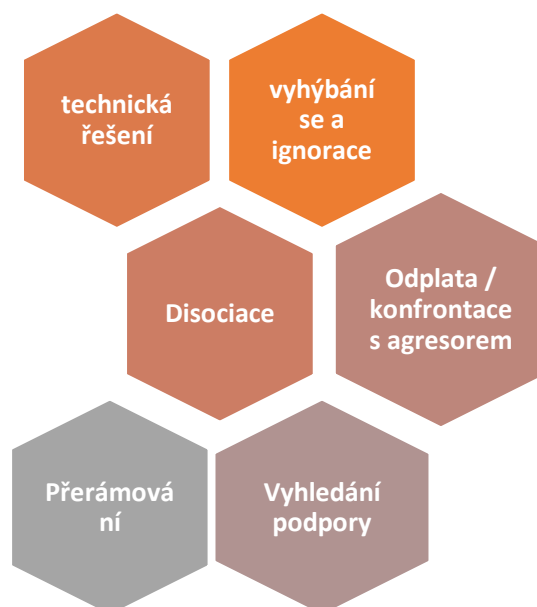 technická
řešení
vyhýbání
se a
ignorace
Disociace
Odplata /
konfrontace
s agresorem
Přerámová
ní
Vyhledání
podpory